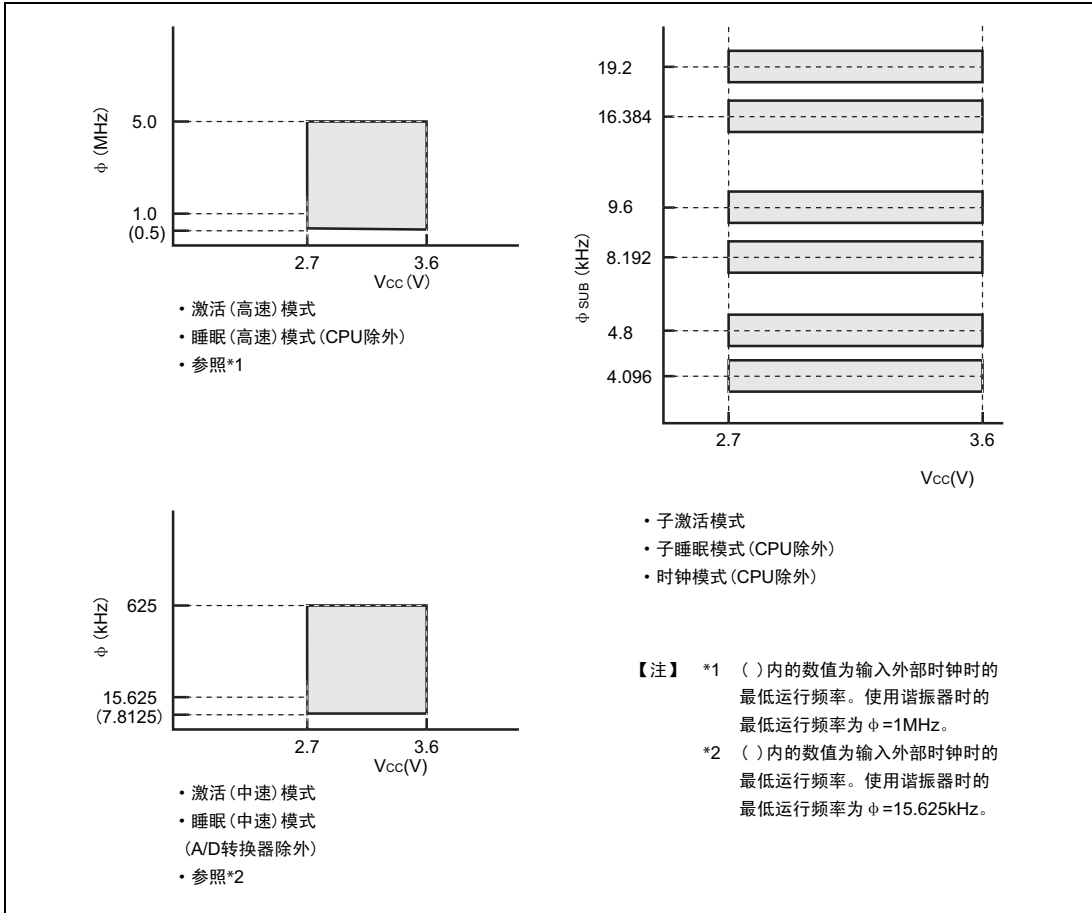 φ (MHz)
5.0
1.0
(0.5)
2.7
3.6
Vcc (V)
・激活(高速)模式
・睡眠(高速)模式(CPU除外)
・参照*1
φ (kHz)
625
15.625
(7.8125)
2.7
3.6
Vcc(V)
・激活(中速)模式
・睡眠(中速)模式
(A/D转换器除外)
・参照*2
φ SUB (kHz)
19.2
16.384
9.6
8.192
4.8
4.096
2.7
3.6
Vcc(V)
・子激活模式
・子睡眠模式(CPU除外)
・时钟模式(CPU除外)
【注】 *1 ( )内的数值为输入外部时钟时的
最低运行频率。使用谐振器时的
最低运行频率为φ=1MHz。
*2 ( )内的数值为输入外部时钟时的
最低运行频率。使用谐振器时的
最低运行频率为φ=15.625kHz。